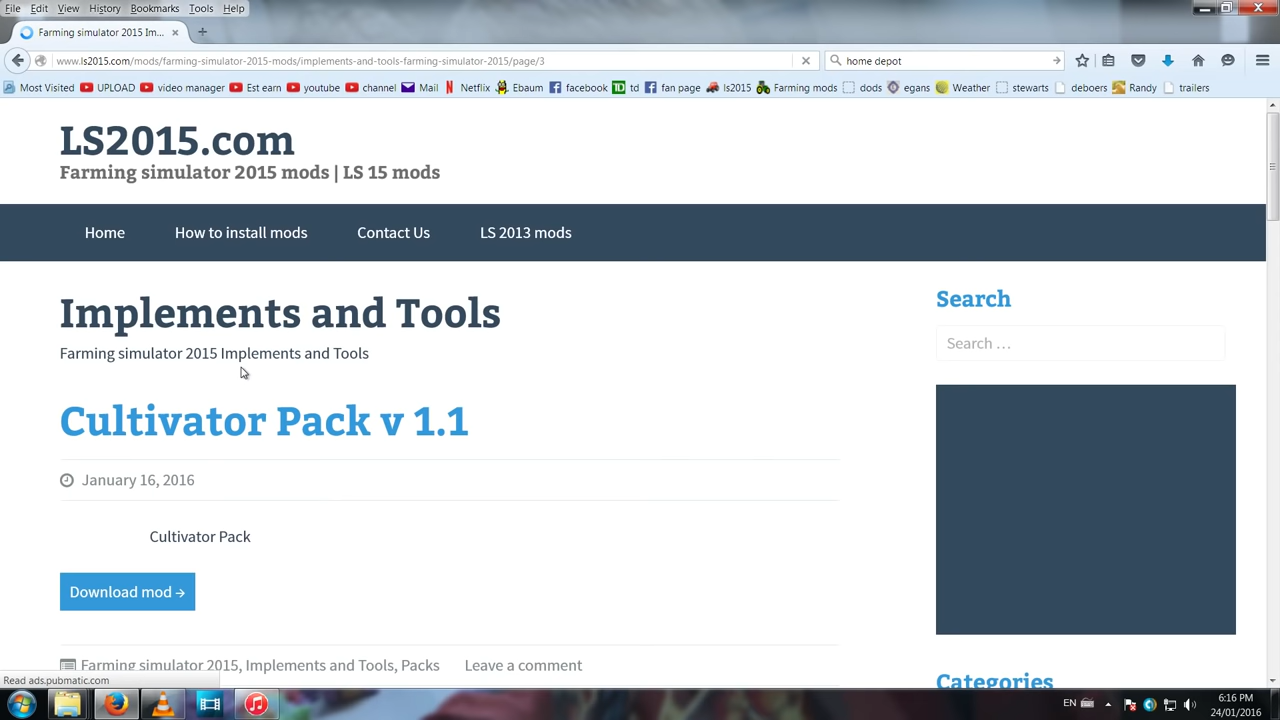 File Edit View History Bookmarks Tools Help
Farming simulator 2015 Im...
www.ls2015.com/mods/farming-simulator-2015-mods/implements-and-tools-farming-simulator-2015/page/3
home depot
Most Visited UPLOAD video manager Est earn youtube channel Mail Netflix Ebaum facebook td fan page ls2015 Farming mods dods egans Weather stewarts deboers Randy trailers
LS2015.com
Farming simulator 2015 mods | LS 15 mods
Home How to install mods Contact Us LS 2013 mods
Implements and Tools
Farming simulator 2015 Implements and Tools
Search
Search ...
Cultivator Pack v 1.1
January 16, 2016
Cultivator Pack
Download mod →
Farming simulator 2015, Implements and Tools, Packs Leave a comment
Categories
Read ads.pubmatic.com
EN
6:16 PM
24/01/2016